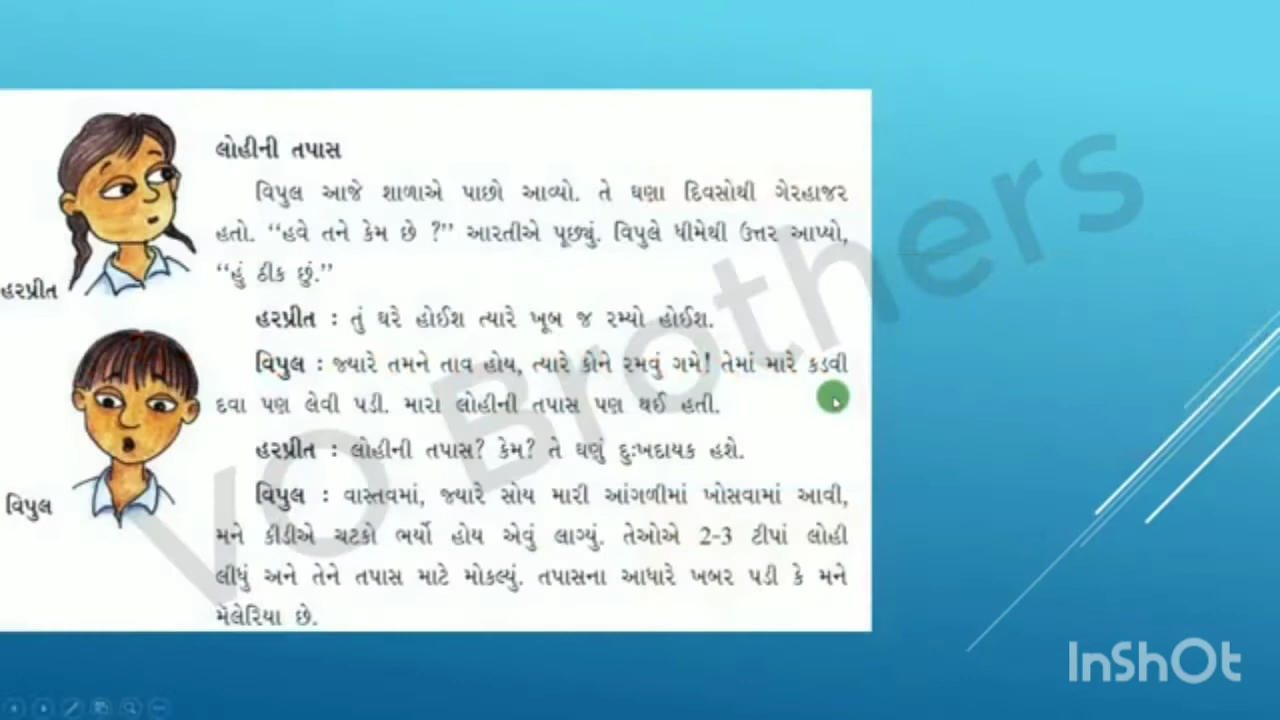 લોહીની તપાસ
વિપુલ આજે શાળાએ પાછો આવ્યો. તે ઘણા દિવસોથી ગેરહાજર
હતો. “હવે તને કેમ છે ?” આરતીએ પૂછ્યું. વિપુલે ધીમેથી ઉત્તર આપ્યો,
“હું ઠીક છું.”
હરપ્રીત
હરપ્રીત : તું ઘરે હોઈશ ત્યારે ખૂબ જ રમ્યો હોઈશ.
વિપુલ : જ્યારે તમને તાવ હોય, ત્યારે કોને રમવું ગમે! તેમાં મારે કડવી
દવા પણ લેવી પડી. મારા લોહીની તપાસ પણ થઈ હતી.
હરપ્રીત : લોહીની તપાસ? કેમ? તે ઘણું દુઃખદાયક હશે.
વિપુલ : વાસ્તવમાં, જ્યારે સોય મારી આંગળીમાં ખોસવામાં આવી,
વિપુલ
મને કીડીએ ચટકો ભર્યો હોય એવું લાગ્યું. તેઓએ 2-3 ટીપાં લોહી
લીધું અને તેને તપાસ માટે મોકલ્યું. તપાસના આધારે ખબર પડી કે મને
મૅલેરિયા છે.
VO Brothers
InShOt